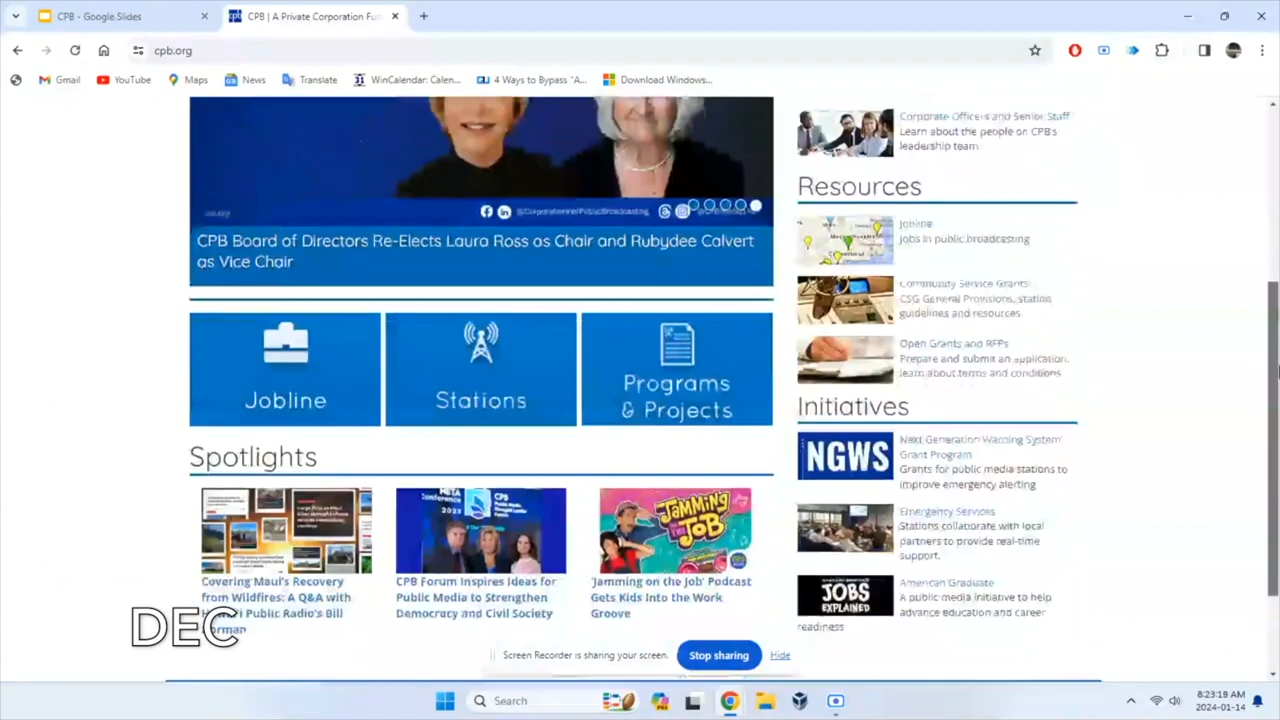 CPB - Google Slides
CPB | A Private Corporation Fun
cpb.org
Gmail
YouTube
Maps
News
Translate
WinCalendar: Calen...
4 Ways to Bypass "A...
Download Windows...
CPB Board of Directors Re-Elects Laura Ross as Chair and Rubydee Calvert
as Vice Chair
Jobline
Stations
Programs
& Projects
Spotlights
Covering Maui's Recovery
from Wildfires: A Q&A with
Public Radio's Bill
Dorman
CPB Forum Inspires Ideas for
Public Media to Strengthen
Democracy and Civil Society
JAMMING
THE JOB
'Jamming on the Job' Podcast
Gets Kids Into the Work
Groove
Corporate Officers and Senior Staff
Learn about the people on CPB's
leadership team.
Resources
Jobline
Jobs in public broadcasting
Community Service Grants
CSG General Provisions, station
guidelines and resources
Open Grants and RFPs
Prepare and submit an application,
learn about terms and conditions
Initiatives
NGWS
Next Generation Warning System
Grant Program
Grants for public media stations to
improve emergency alerting
Emergency Services
Stations collaborate with local
partners to provide real-time
support.
JOBS
EXPLAINED
American Graduate
A public media initiative to help
advance education and career
readiness
DEC
Screen Recorder is sharing your screen.
Stop sharing
Hide
Search
8:23:19 AM
2024-01-14